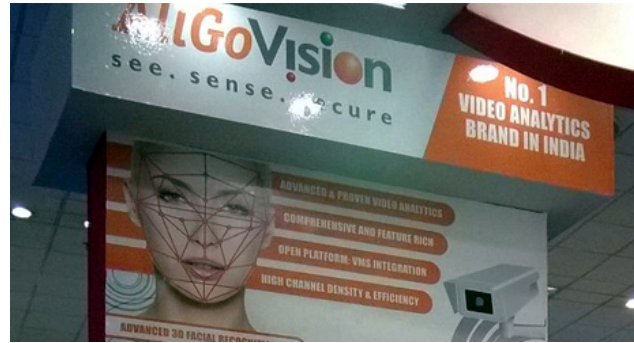 AllGoVision
see. sense. secure
NO. 1
VIDEO ANALYTICS
BRAND IN INDIA
ADVANCED & PROVEN VIDEO ANALYTICS
COMPREHENSIVE AND FEATURE RICH
OPEN PLATFORM: VMS INTEGRATION
HIGH CHANNEL DENSITY & EFFICIENCY
ADVANCED 3D FACIAL